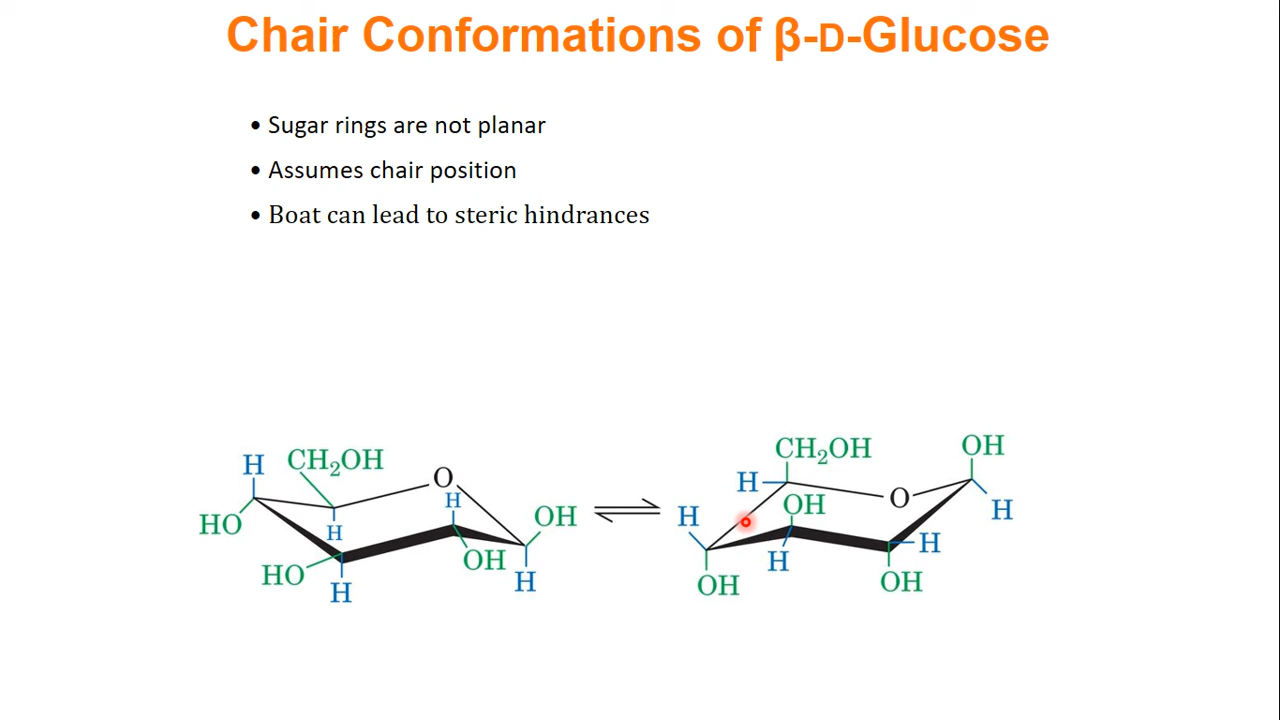 Chair Conformations of β-D-Glucose
• Sugar rings are not planar
• Assumes chair position
• Boat can lead to steric hindrances
H CH₂OH
O
H
HO
H
OH
HO
OH
H
H
CH₂OH
OH
H
O
OH
H
H
H
H
OH
OH